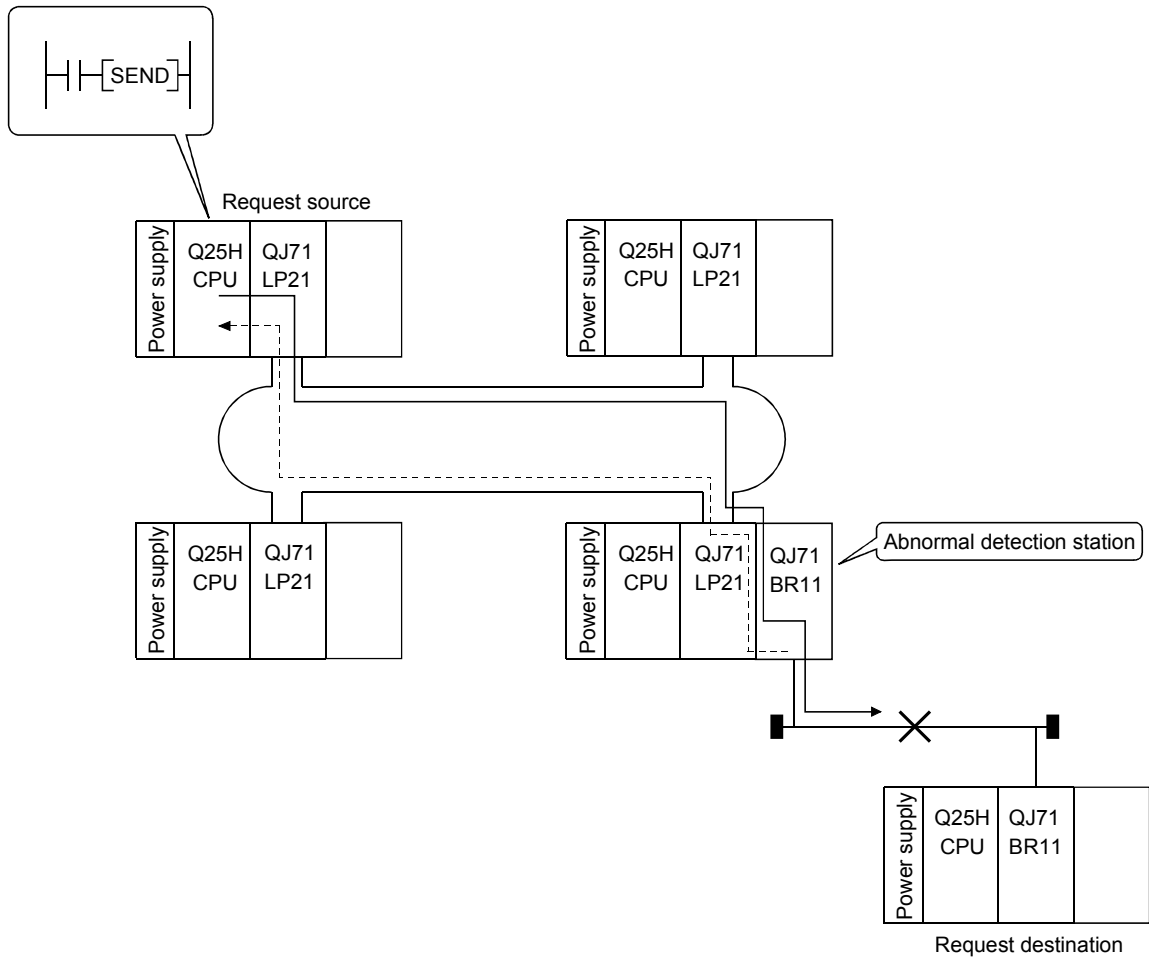 SEND
Request source
Power supply
Q25H
CPU
QJ71
LP21
Power supply
Q25H
CPU
QJ71
LP21
Power supply
Q25H
CPU
QJ71
LP21
Power supply
Q25H
CPU
QJ71
LP21
QJ71
BR11
Abnormal detection station
Power supply
Q25H
CPU
QJ71
BR11
Request destination